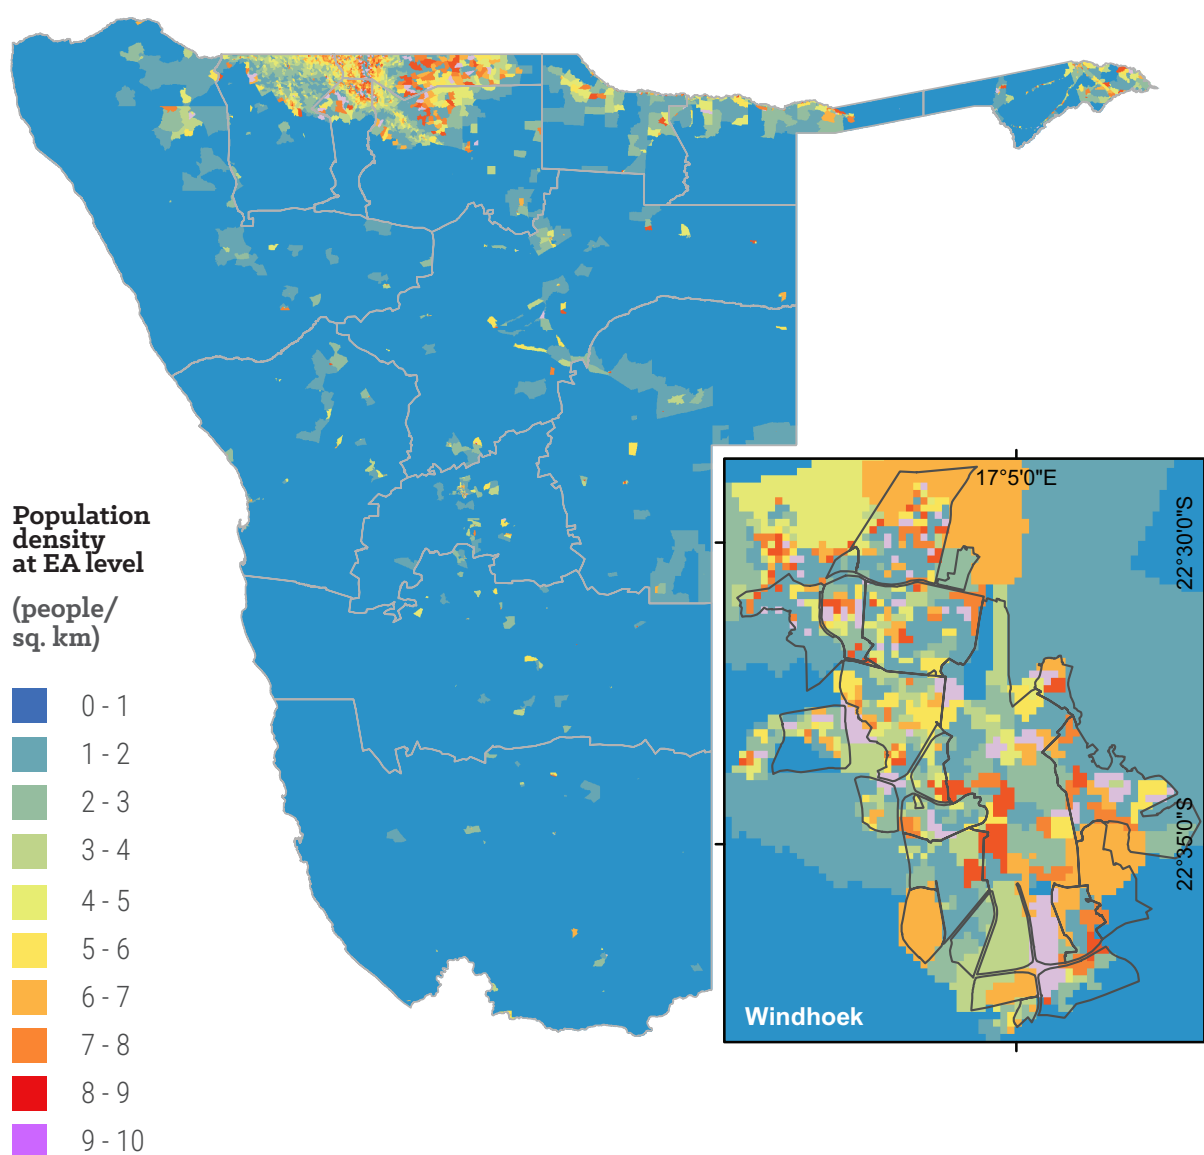 17°5'0"E
22°30'0"S
22°35'0"S
Windhoek
Population
density
at EA level
(people/
sq. km)
0 - 1
1 - 2
2 - 3
3 - 4
4 - 5
5 - 6
6 - 7
7 - 8
8 - 9
9 - 10